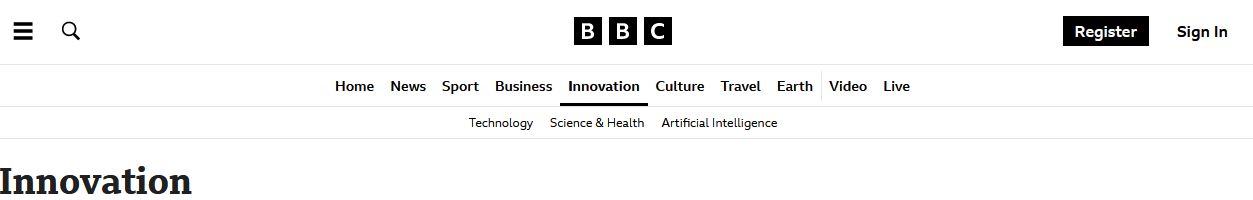 BBC Register Sign In
Home News Sport Business Innovation Culture Travel Earth Video Live
Technology Science & Health Artificial Intelligence
Innovation